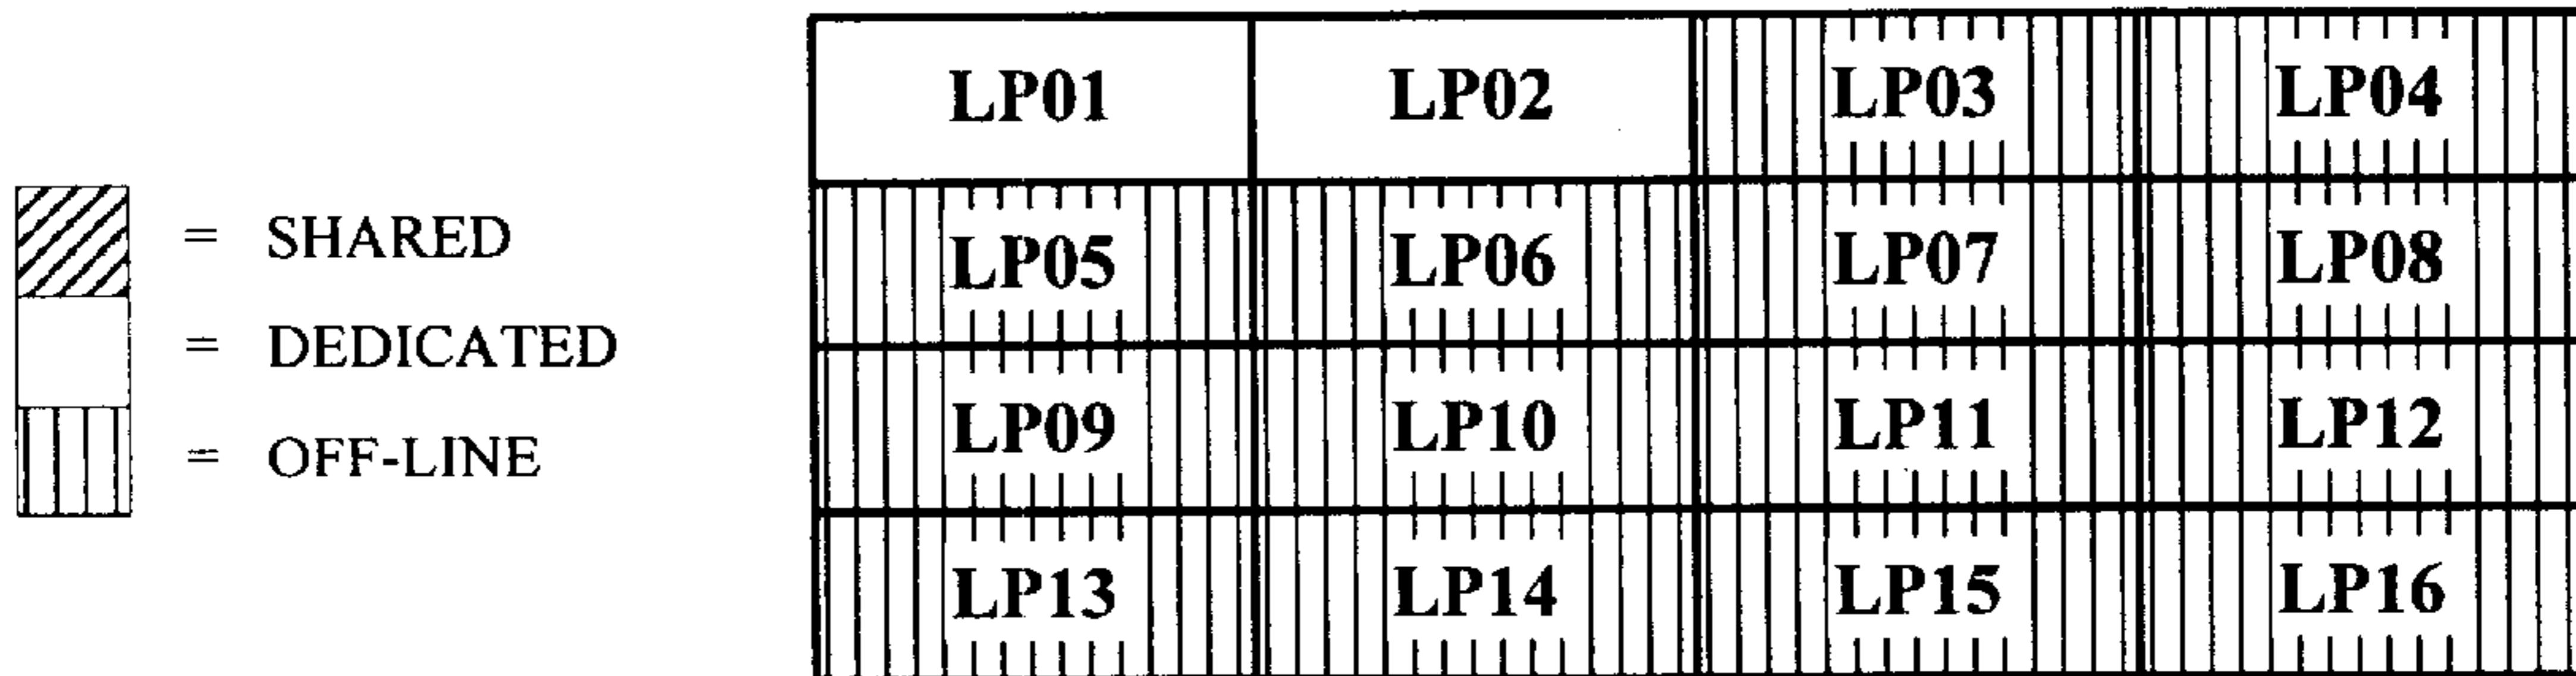 = SHARED
= DEDICATED
= OFF-LINE
LP01 LP02 LP03 LP04
LP05 LP06 LP07 LP08
LP09 LP10 LP11 LP12
LP13 LP14 LP15 LP16